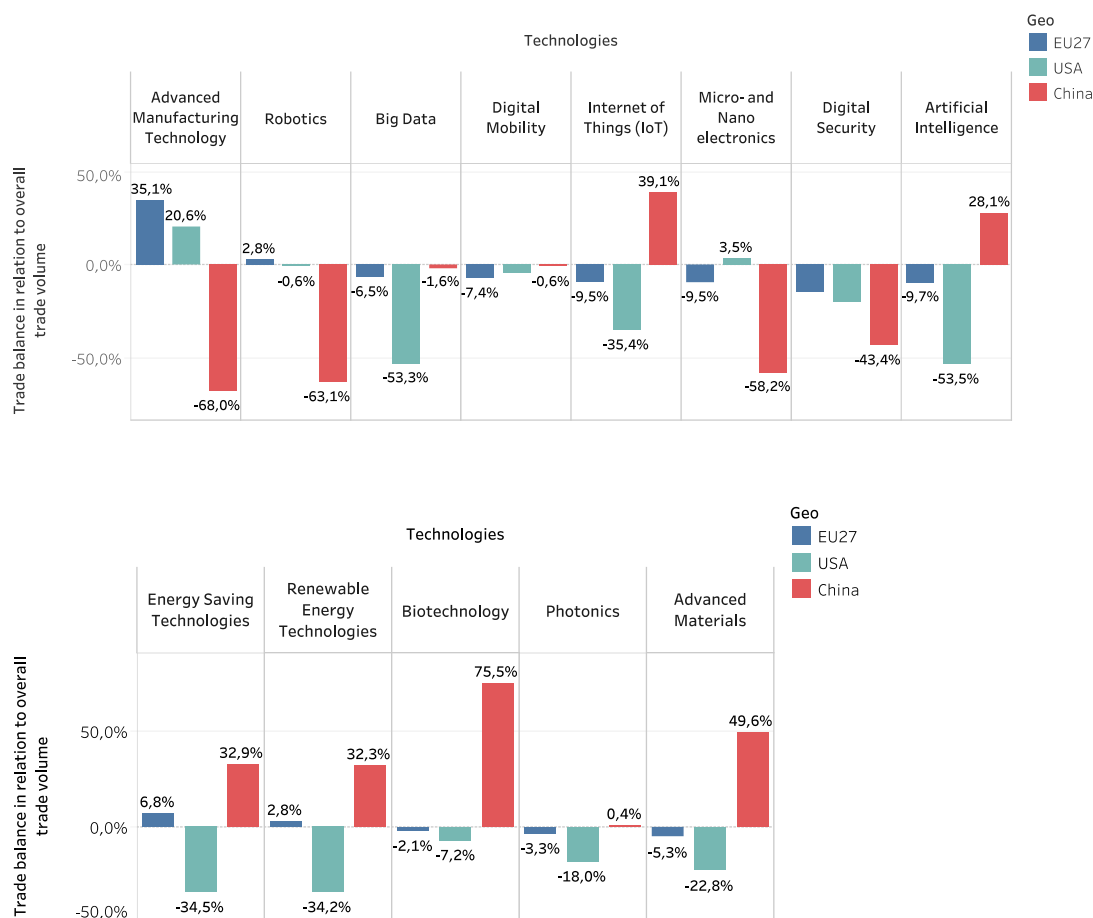 Geo
EU27
USA
China
Technologies
Advanced
Manufacturing
Technology
Robotics
Big Data
Digital
Mobility
Internet of
Things (IoT)
Micro- and
Nano
electronics
Digital
Security
Artificial
Intelligence
Trade balance in relation to overall
trade volume
50,0%
0,0%
-50,0%
35,1%
20,6%
-68,0%
2,8%
-0,6%
-63,1%
-6,5%
-53,3%
-1,6%
-7,4%
-0,6%
-9,5%
-35,4%
39,1%
-9,5%
3,5%
-58,2%
-43,4%
-9,7%
-53,5%
28,1%
Geo
EU27
USA
China
Technologies
Energy Saving
Technologies
Renewable
Energy
Technologies
Biotechnology
Photonics
Advanced
Materials
Trade balance in relation to overall
trade volume
50,0%
0,0%
-50,0%
6,8%
-34,5%
32,9%
2,8%
-34,2%
32,3%
-2,1%
-7,2%
75,5%
-3,3%
-18,0%
0,4%
-5,3%
-22,8%
49,6%